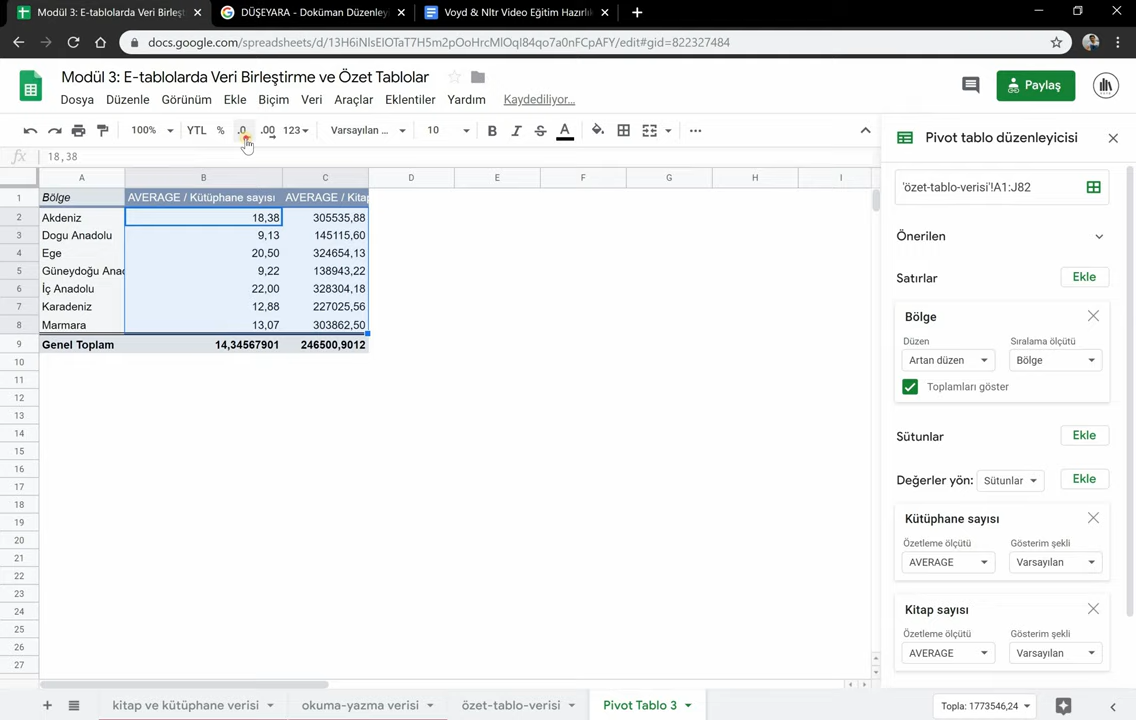 Modül 3: E-tablolarda Veri Birleşt
DÜŞEYARA - Doküman Düzenley
Voyd & Nltr Video Eğitim Hazırlık
docs.google.com/spreadsheets/d/13H6iNlsEIOTaT7H5m2pOoHrcMlOqI84qo7a0nFCpAFY/edit#gid=822327484
Modül 3: E-tablolarda Veri Birleştirme ve Özet Tablolar
Dosya Düzenle Görünüm Ekle Biçim Veri Araçlar Eklentiler Yardım Kaydediliyor…
Paylaş
100% YTL % .0 .00 123 Varsayılan ... 10 B I S A
fx 18,38
A B C D E F G H I
1 Bölge AVERAGE / Kütüphane sayısı AVERAGE / Kitap
2 Akdeniz 18,38 305535,88
3 Dogu Anadolu 9,13 145115,60
4 Ege 20,50 324654,13
5 Güneydoğu Anad 9,22 138943,22
6 İç Anadolu 22,00 328304,18
7 Karadeniz 12,88 227025,56
8 Marmara 13,07 303862,50
9 Genel Toplam 14,34567901 246500,9012
10
11
12
13
14
15
16
17
18
19
20
21
22
23
24
25
26
27
Pivot tablo düzenleyicisi
'özet-tablo-verisi'!A1:J82
Önerilen
Satırlar Ekle
Bölge
Düzen Sıralama ölçütü
Artan düzen Bölge
Toplamları göster
Sütunlar Ekle
Değerler yön: Sütunlar Ekle
Kütüphane sayısı
Özetleme ölçütü Gösterim şekli
AVERAGE Varsayılan
Kitap sayısı
Özetleme ölçütü Gösterim şekli
AVERAGE Varsayılan
kitap ve kütüphane verisi okuma-yazma verisi özet-tablo-verisi Pivot Tablo 3 Topla: 1773546,24